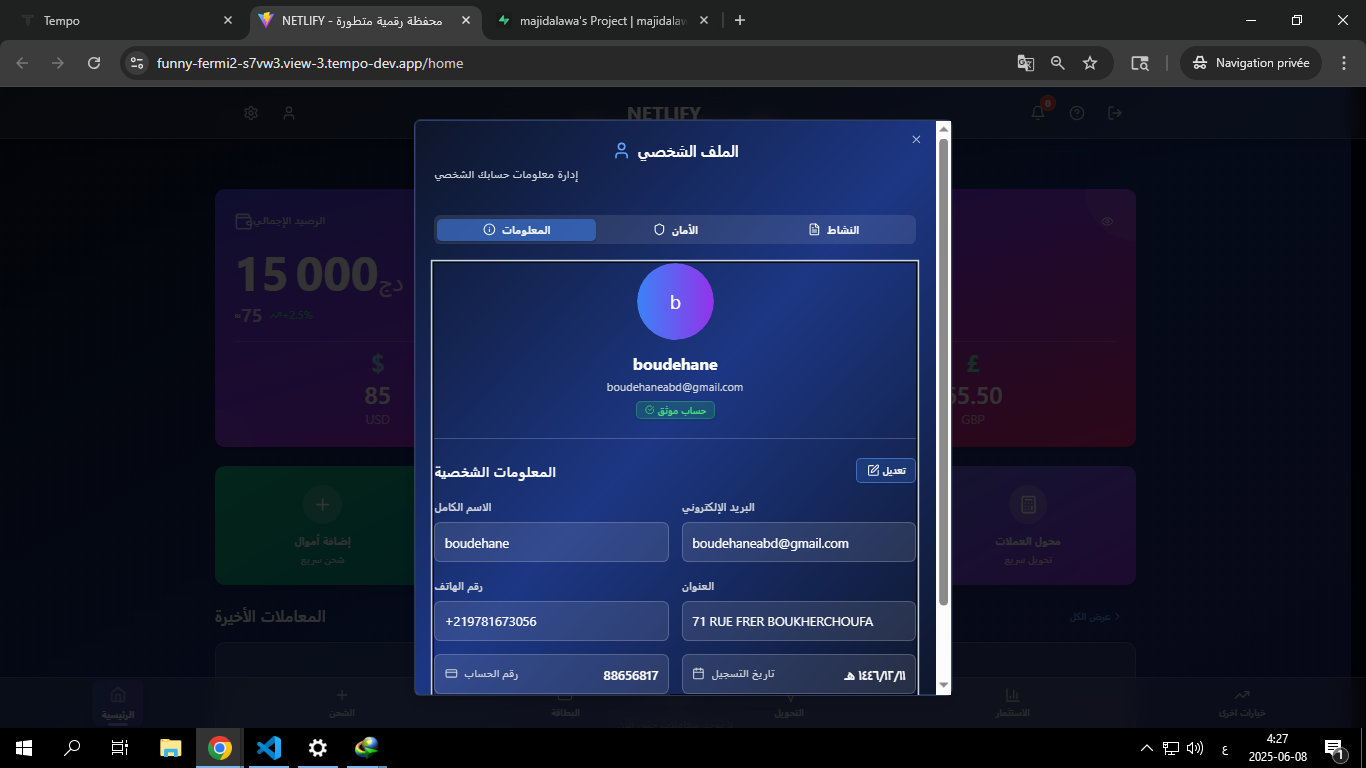 Tempo
NETLIFY - محفظة رقمية متطورة
majidalawa's Project | majidalaw
funny-fermi2-s7vw3.view-3.tempo-dev.app/home
Navigation privée
NETLIFY
0
الملف الشخصي
إدارة معلومات حسابك الشخصي
المعلومات
الأمان
النشاط
b
boudehane
boudehaneabd@gmail.com
حساب موثق
المعلومات الشخصية
تعديل
الاسم الكامل
البريد الإلكتروني
boudehane
boudehaneabd@gmail.com
رقم الهاتف
العنوان
+219781673056
71 RUE FRER BOUKHERCHOUFA
رقم الحساب
88656817
تاريخ التسجيل
١٤٤٦/١٢/١١ هـ
الرصيد الإجمالي
15 000 دج
-75
+2.5%
$
85
USD
£
55.50
GBP
إضافة أموال
شحن سريع
محول العملات
تحويل سريع
المعاملات الأخيرة
عرض الكل
الرئيسية
الشحن
البطاقة
التحويل
الاستثمار
خيارات اخرى
ع
4:27
2025-06-08
1